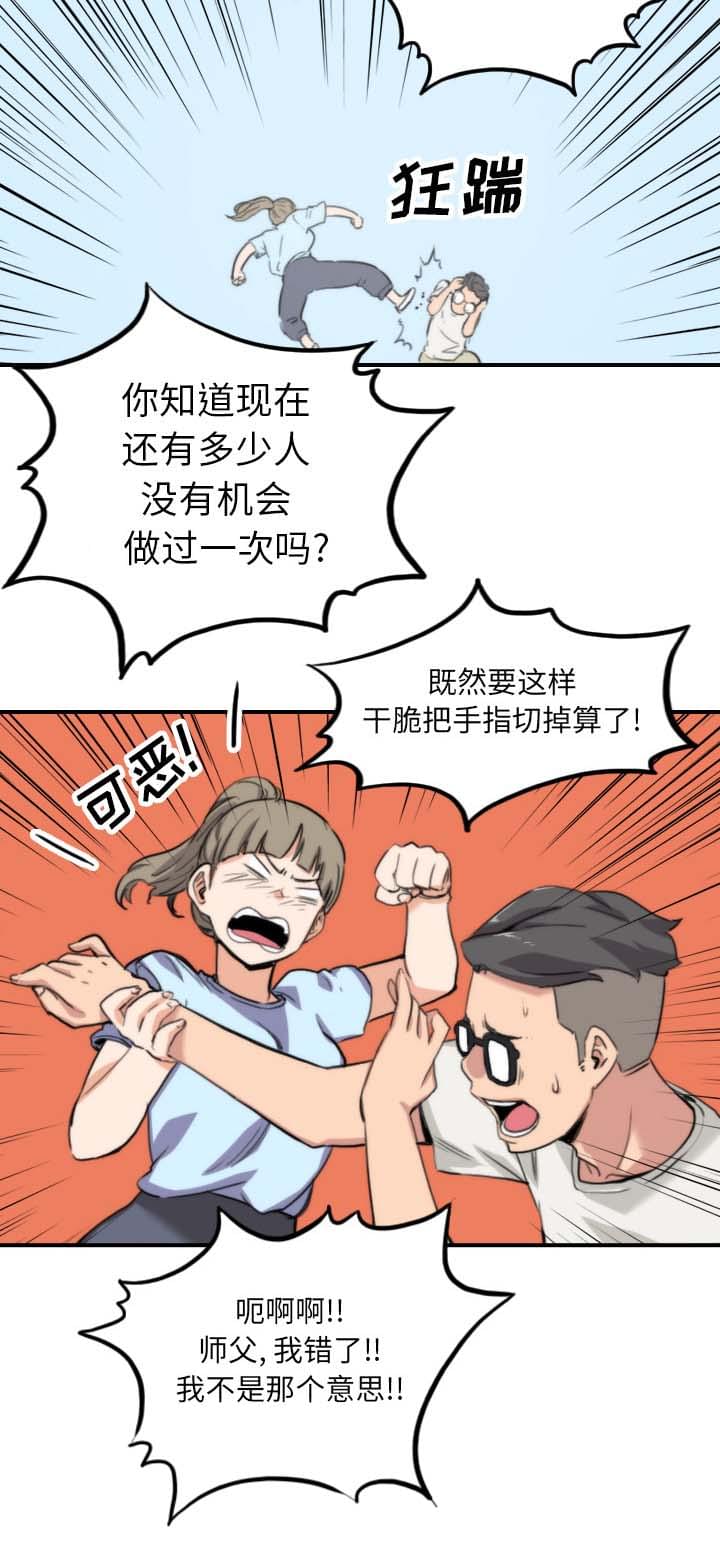 狂踹
你知道现在
还有多少人
没有机会
做过一次吗?
既然要这样
干脆把手指切掉算了!
可恶!
呃啊啊!!
师父, 我错了!!
我不是那个意思!!